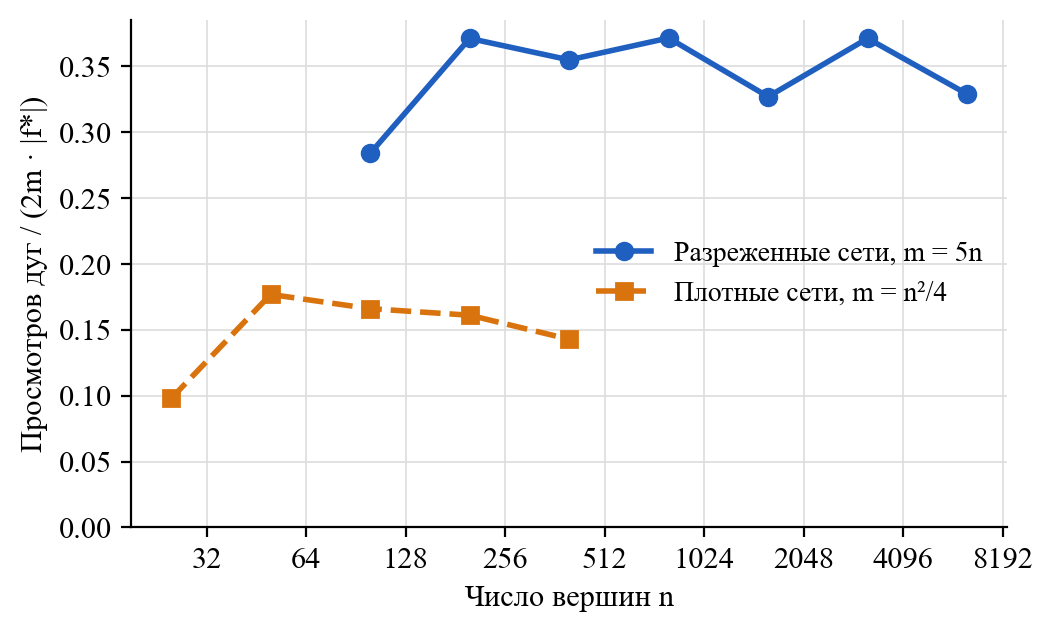 0.35
0.30
0.25
0.20
0.15
0.10
0.05
0.00
Просмотров дуг / (2m · |f*|)
Разреженные сети, m = 5n
Плотные сети, m = n²/4
32 64 128 256 512 1024 2048 4096 8192
Число вершин n